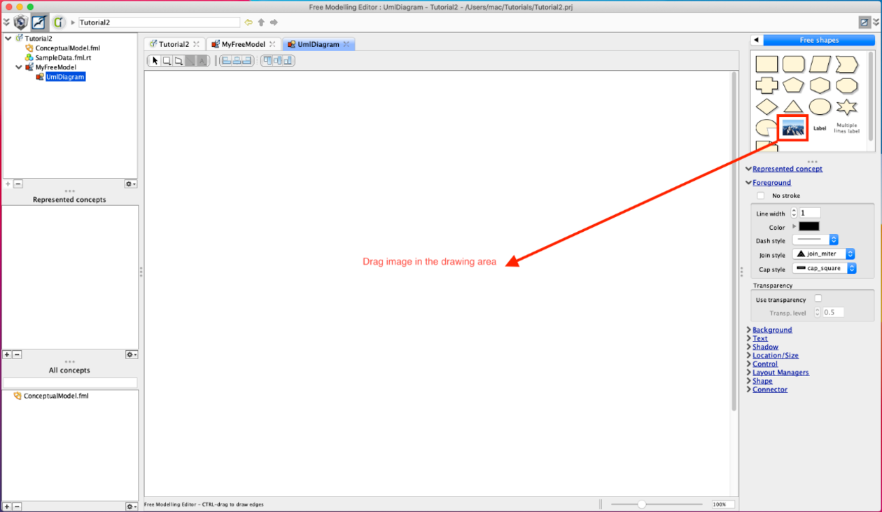 Free Modelling Editor : UmlDiagram - Tutorial2 - /Users/mac/Tutorials/Tutorial2.prj
Tutorial2
Tutorial2
ConceptualModel.fml
SampleData.fml.rt
MyFreeModel
UmlDiagram
Represented concepts
All concepts
ConceptualModel.fml
Tutorial2
MyFreeModel
UmlDiagram
Drag image in the drawing area
Free Modelling Editor - CTRL-drag to draw edges
100%
Free shapes
Label
Multiple
lines label
Represented concept
Foreground
No stroke
Line width
1
Color
Dash style
Join style
join_miter
Cap style
cap_square
Transparency
Use transparency
Transp. level
0.5
Background
Text
Shadow
Location/Size
Control
Layout Managers
Shape
Connector